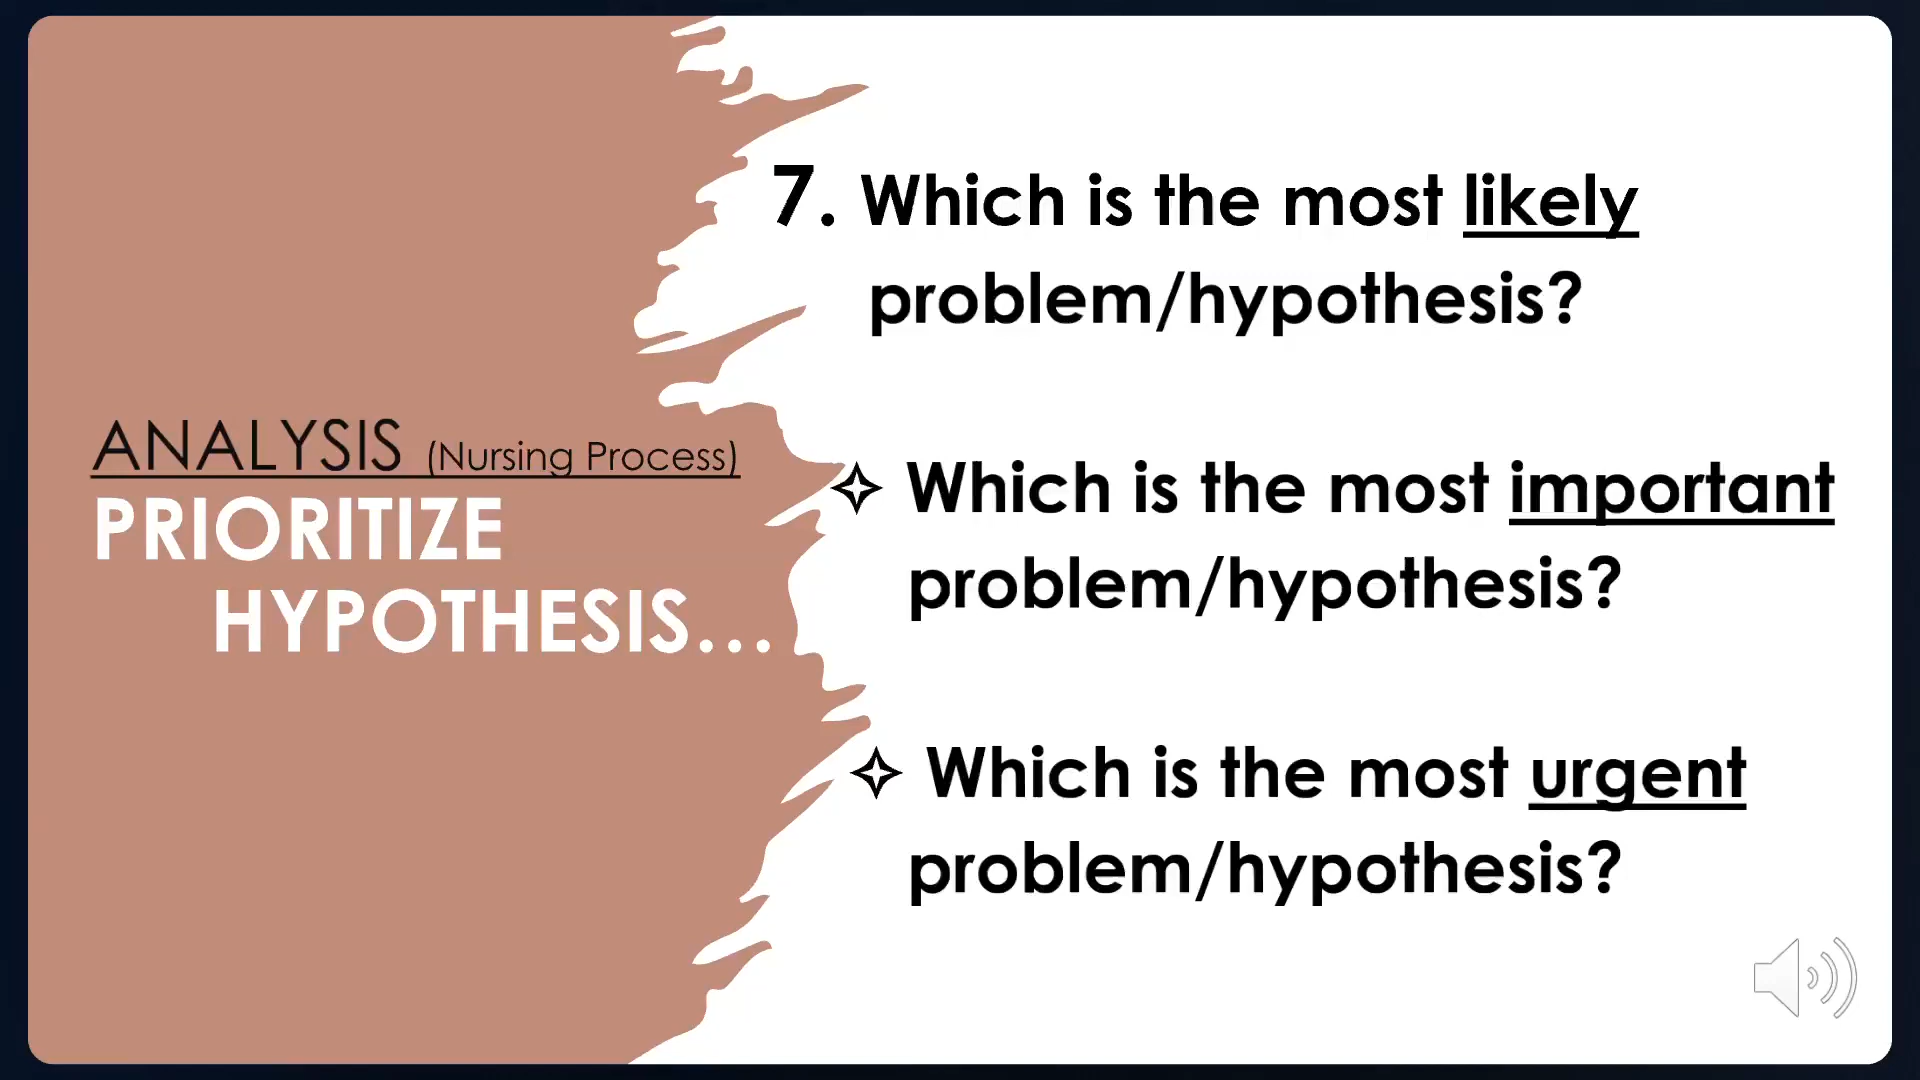 ANALYSIS (Nursing Process)
PRIORITIZE
HYPOTHESIS...
7. Which is the most likely
problem/hypothesis?
✧ Which is the most important
problem/hypothesis?
✧ Which is the most urgent
problem/hypothesis?